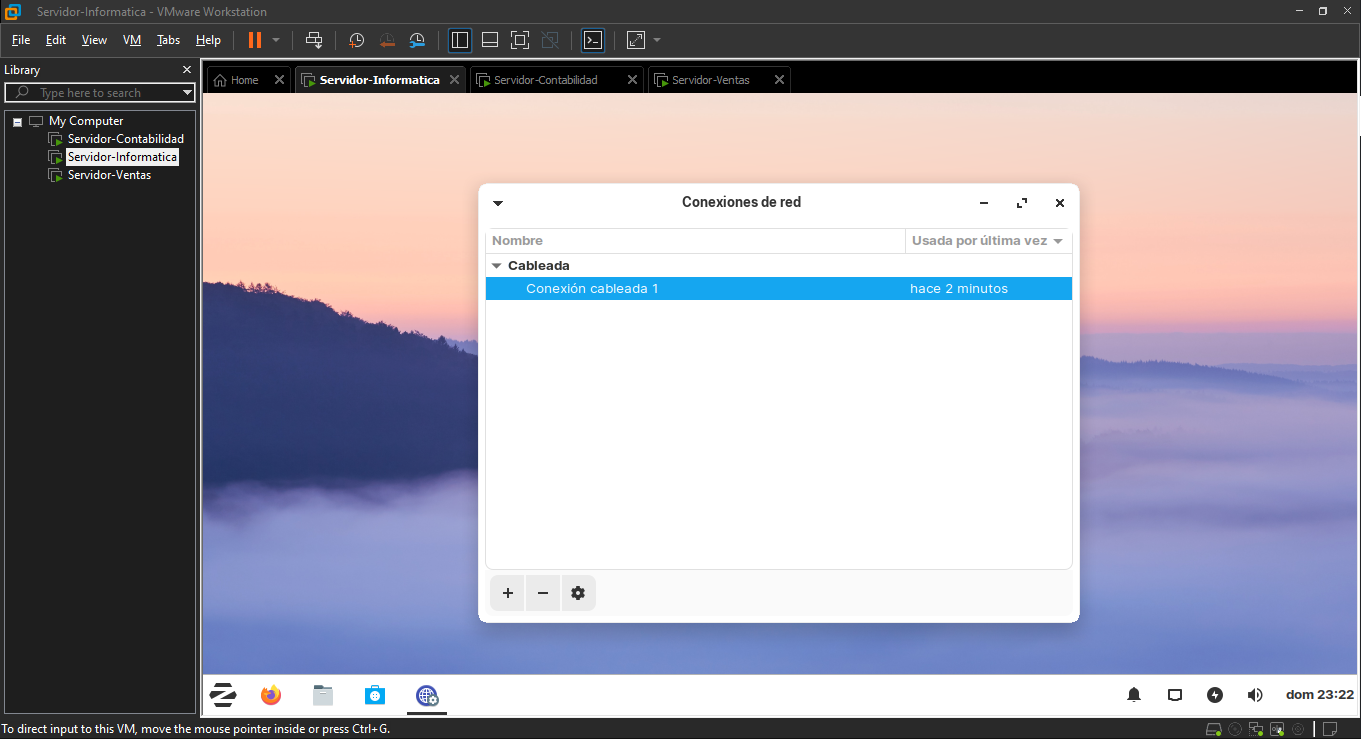 Servidor-Informatica - VMware Workstation
File Edit View VM Tabs Help
Library
Type here to search
My Computer
Servidor-Contabilidad
Servidor-Informatica
Servidor-Ventas
Home Servidor-Informatica Servidor-Contabilidad Servidor-Ventas
Conexiones de red
Nombre Usada por última vez
Cableada
Conexión cableada 1 hace 2 minutos
dom 23:22
To direct input to this VM, move the mouse pointer inside or press Ctrl+G.